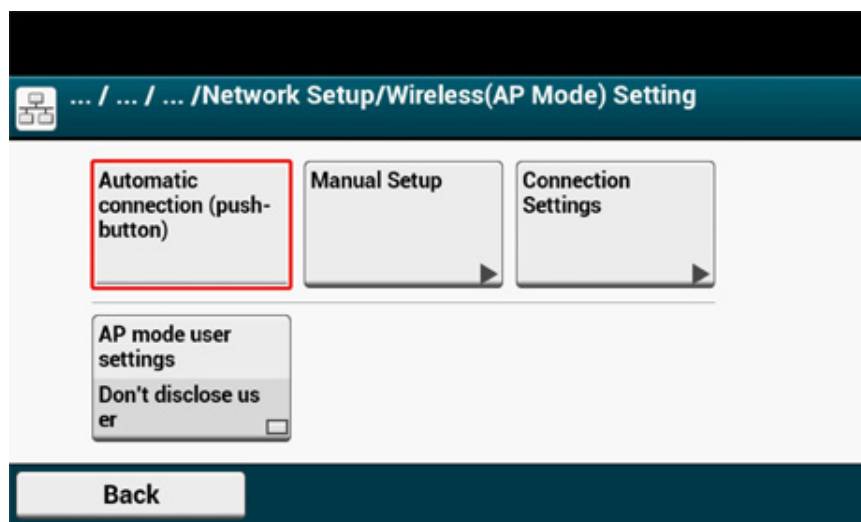 ... / ... / ... /Network Setup/Wireless(AP Mode) Setting
Automatic
connection (push-
button)
Manual Setup
Connection
Settings
AP mode user
settings
Don't disclose us
er
Back